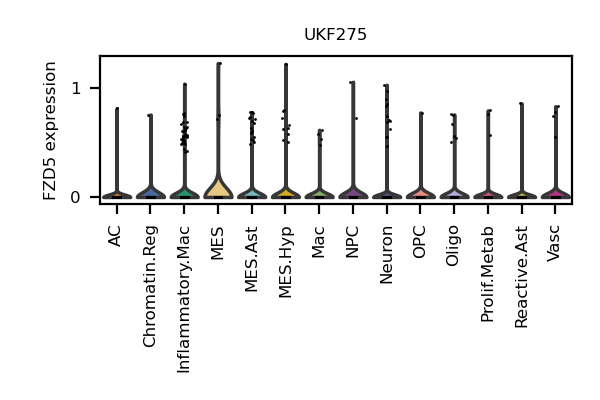 UKF275
FZD5 expression
1
0
AC
Chromatin.Reg
Inflammatory.Mac
MES
MES.Ast
MES.Hyp
Mac
NPC
Neuron
OPC
Oligo
Prolif.Metab
Reactive.Ast
Vasc